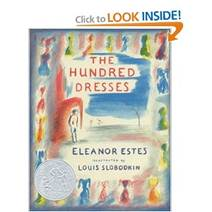 Click to
LOOK INSIDE!
THE
HUNDRED
DRESSES
ELEANOR ESTES
ILLUSTRATED BY
LOUIS SLOBODKIN